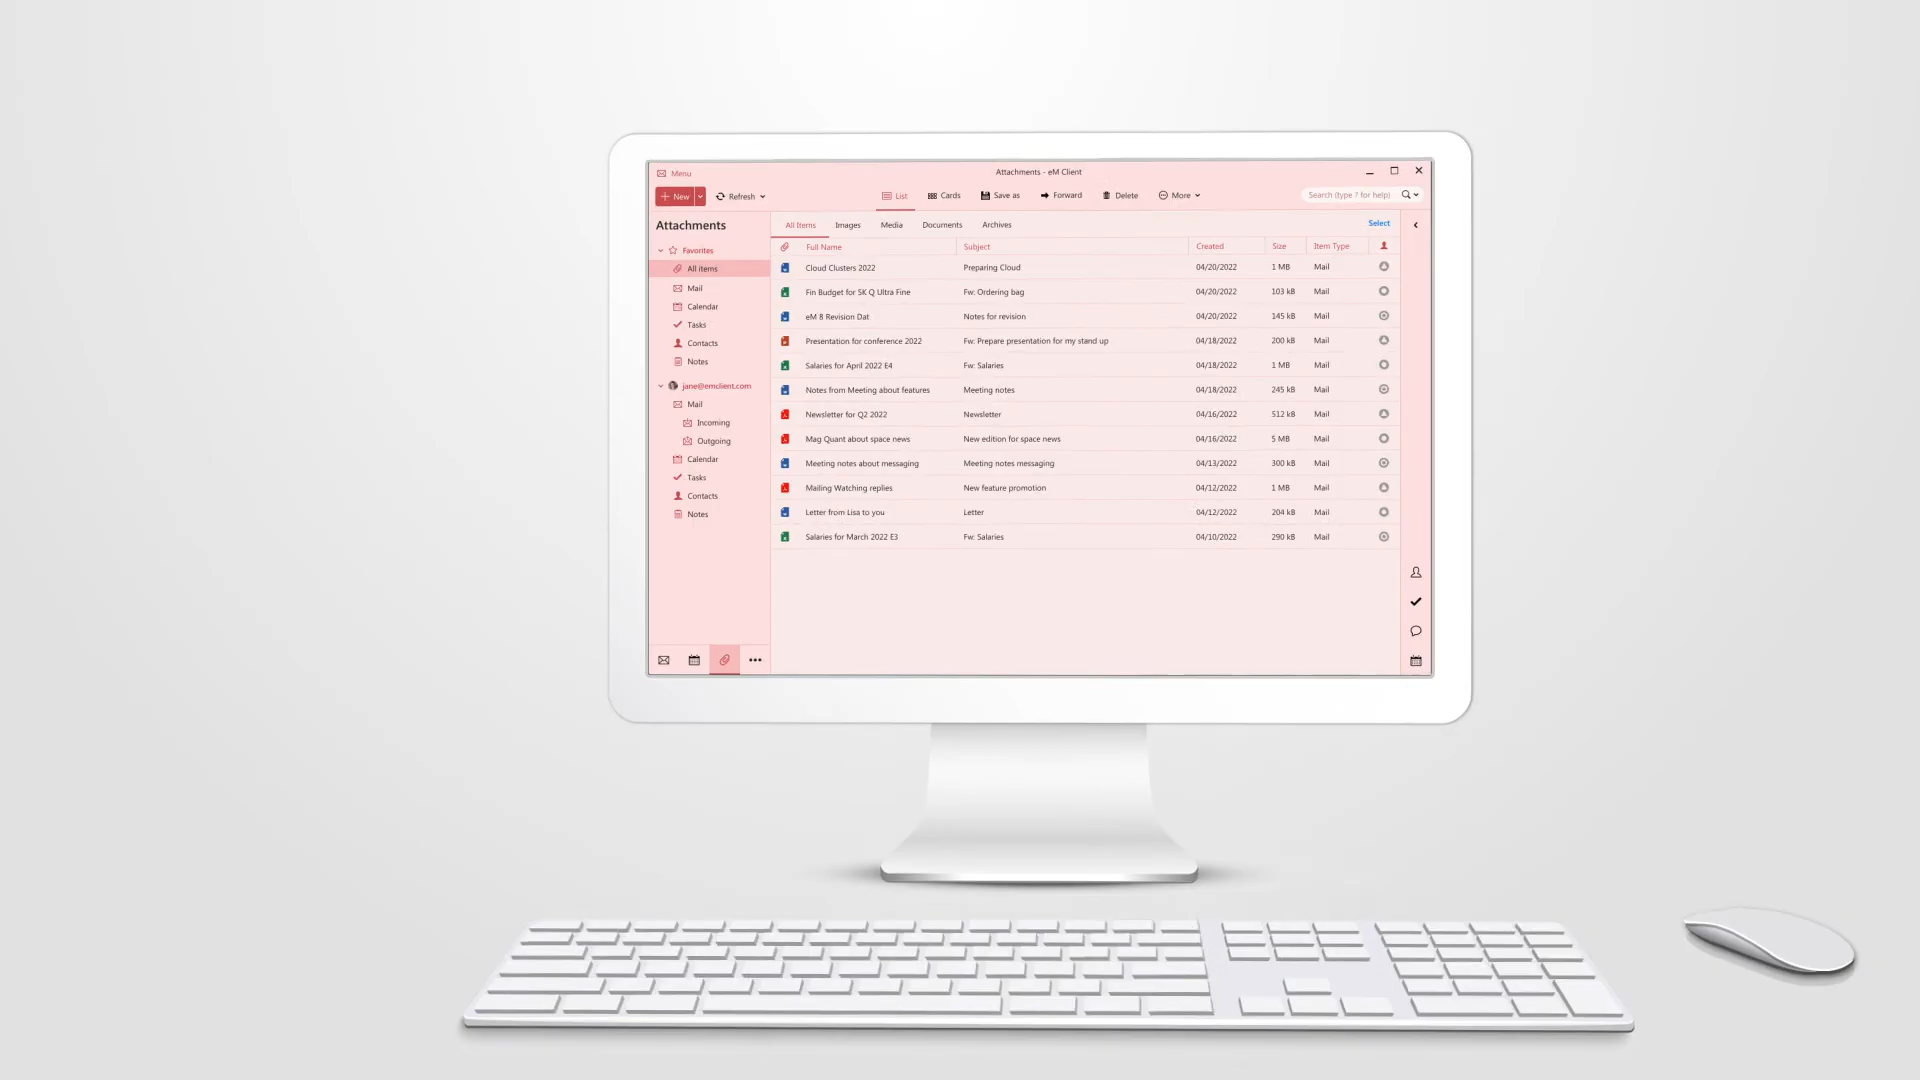 Menu
Attachments - eM Client
New
Refresh
List
Cards
Save as
Forward
Delete
More
Search (type ? for help)
Attachments
All Items
Images
Media
Documents
Archives
Select
Favorites
All items
Mail
Calendar
Tasks
Contacts
Notes
jane@emclient.com
Mail
Incoming
Outgoing
Calendar
Tasks
Contacts
Notes
Full Name Subject Created Size Item Type
Cloud Clusters 2022 Preparing Cloud 04/20/2022 1 MB Mail
Fin Budget for SK Q Ultra Fine Fw: Ordering bag 04/20/2022 103 kB Mail
eM 8 Revision Dat Notes for revision 04/20/2022 145 kB Mail
Presentation for conference 2022 Fw: Prepare presentation for my stand up 04/18/2022 200 kB Mail
Salaries for April 2022 E4 Fw: Salaries 04/18/2022 1 MB Mail
Notes from Meeting about features Meeting notes 04/18/2022 245 kB Mail
Newsletter for Q2 2022 Newsletter 04/16/2022 512 kB Mail
Mag Quant about space news New edition for space news 04/16/2022 5 MB Mail
Meeting notes about messaging Meeting notes messaging 04/13/2022 300 kB Mail
Mailing Watching replies New feature promotion 04/12/2022 1 MB Mail
Letter from Lisa to you Letter 04/12/2022 204 kB Mail
Salaries for March 2022 E3 Fw: Salaries 04/10/2022 290 kB Mail